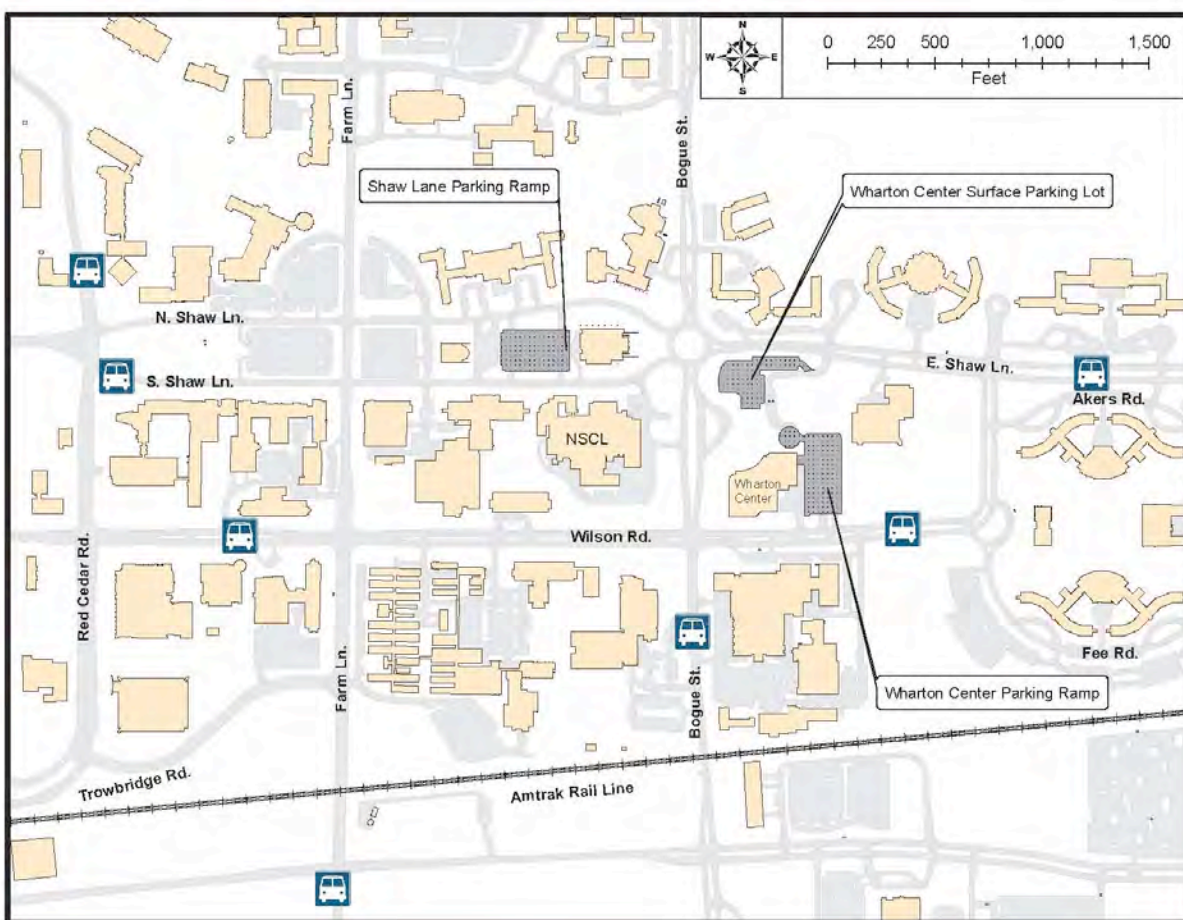 N
W E
S
0 250 500 1,000 1,500
Feet
Farm Ln.
Bogue St.
Shaw Lane Parking Ramp
Wharton Center Surface Parking Lot
N. Shaw Ln.
E. Shaw Ln.
S. Shaw Ln.
Akers Rd.
NSCL
Wharton
Center
Wilson Rd.
Red Cedar Rd.
Farm Ln.
Bogue St.
Fee Rd.
Wharton Center Parking Ramp
Trowbridge Rd.
Amtrak Rail Line